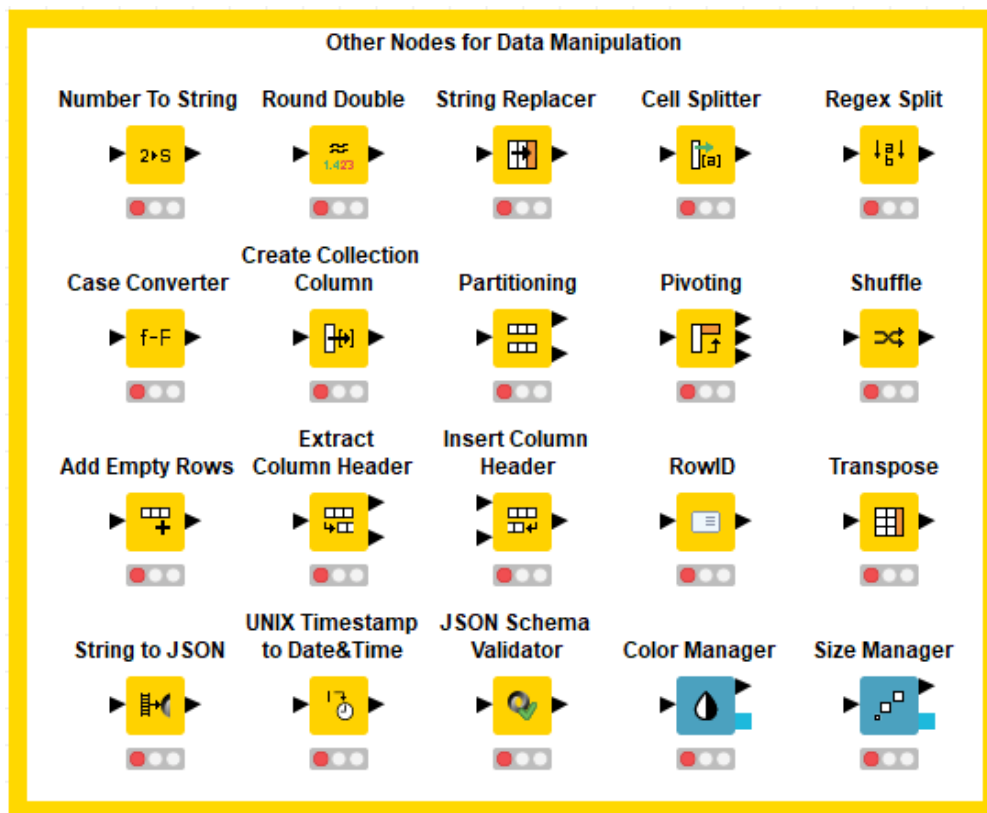 Other Nodes for Data Manipulation
Number To String
Round Double
String Replacer
Cell Splitter
Regex Split
2▸S
1.423
[a]
a
b
Case Converter
Create Collection
Column
Partitioning
Pivoting
Shuffle
f-F
Add Empty Rows
Extract
Column Header
Insert Column
Header
RowID
Transpose
String to JSON
UNIX Timestamp
to Date&Time
JSON Schema
Validator
Color Manager
Size Manager